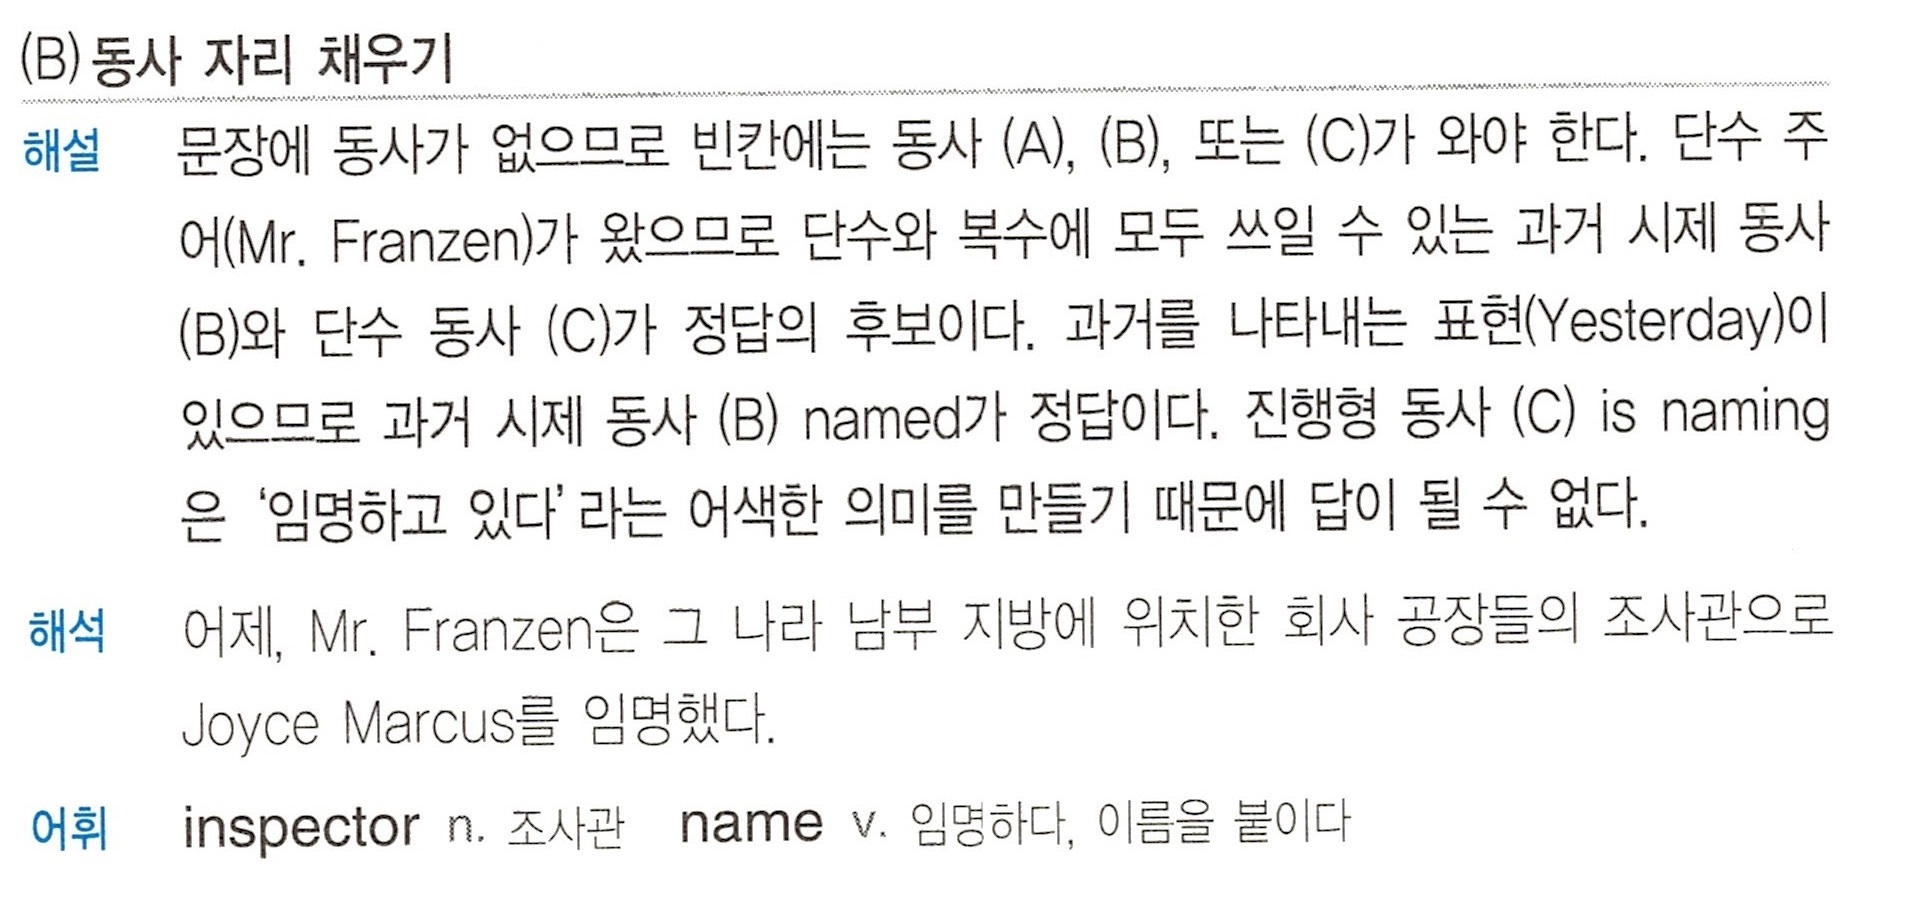 (B) 동사 자리 채우기
해설 문장에 동사가 없으므로 빈칸에는 동사 (A), (B), 또는 (C)가 와야 한다. 단수 주
어(Mr. Franzen)가 왔으므로 단수와 복수에 모두 쓰일 수 있는 과거 시제 동사
(B)와 단수 동사 (C)가 정답의 후보이다. 과거를 나타내는 표현(Yesterday)이
있으므로 과거 시제 동사 (B) named가 정답이다. 진행형 동사 (C) is naming
은 ‘임명하고 있다’라는 어색한 의미를 만들기 때문에 답이 될 수 없다.
해석 어제, Mr. Franzen은 그 나라 남부 지방에 위치한 회사 공장들의 조사관으로
Joyce Marcus를 임명했다.
어휘 inspector n. 조사관 name v. 임명하다, 이름을 붙이다